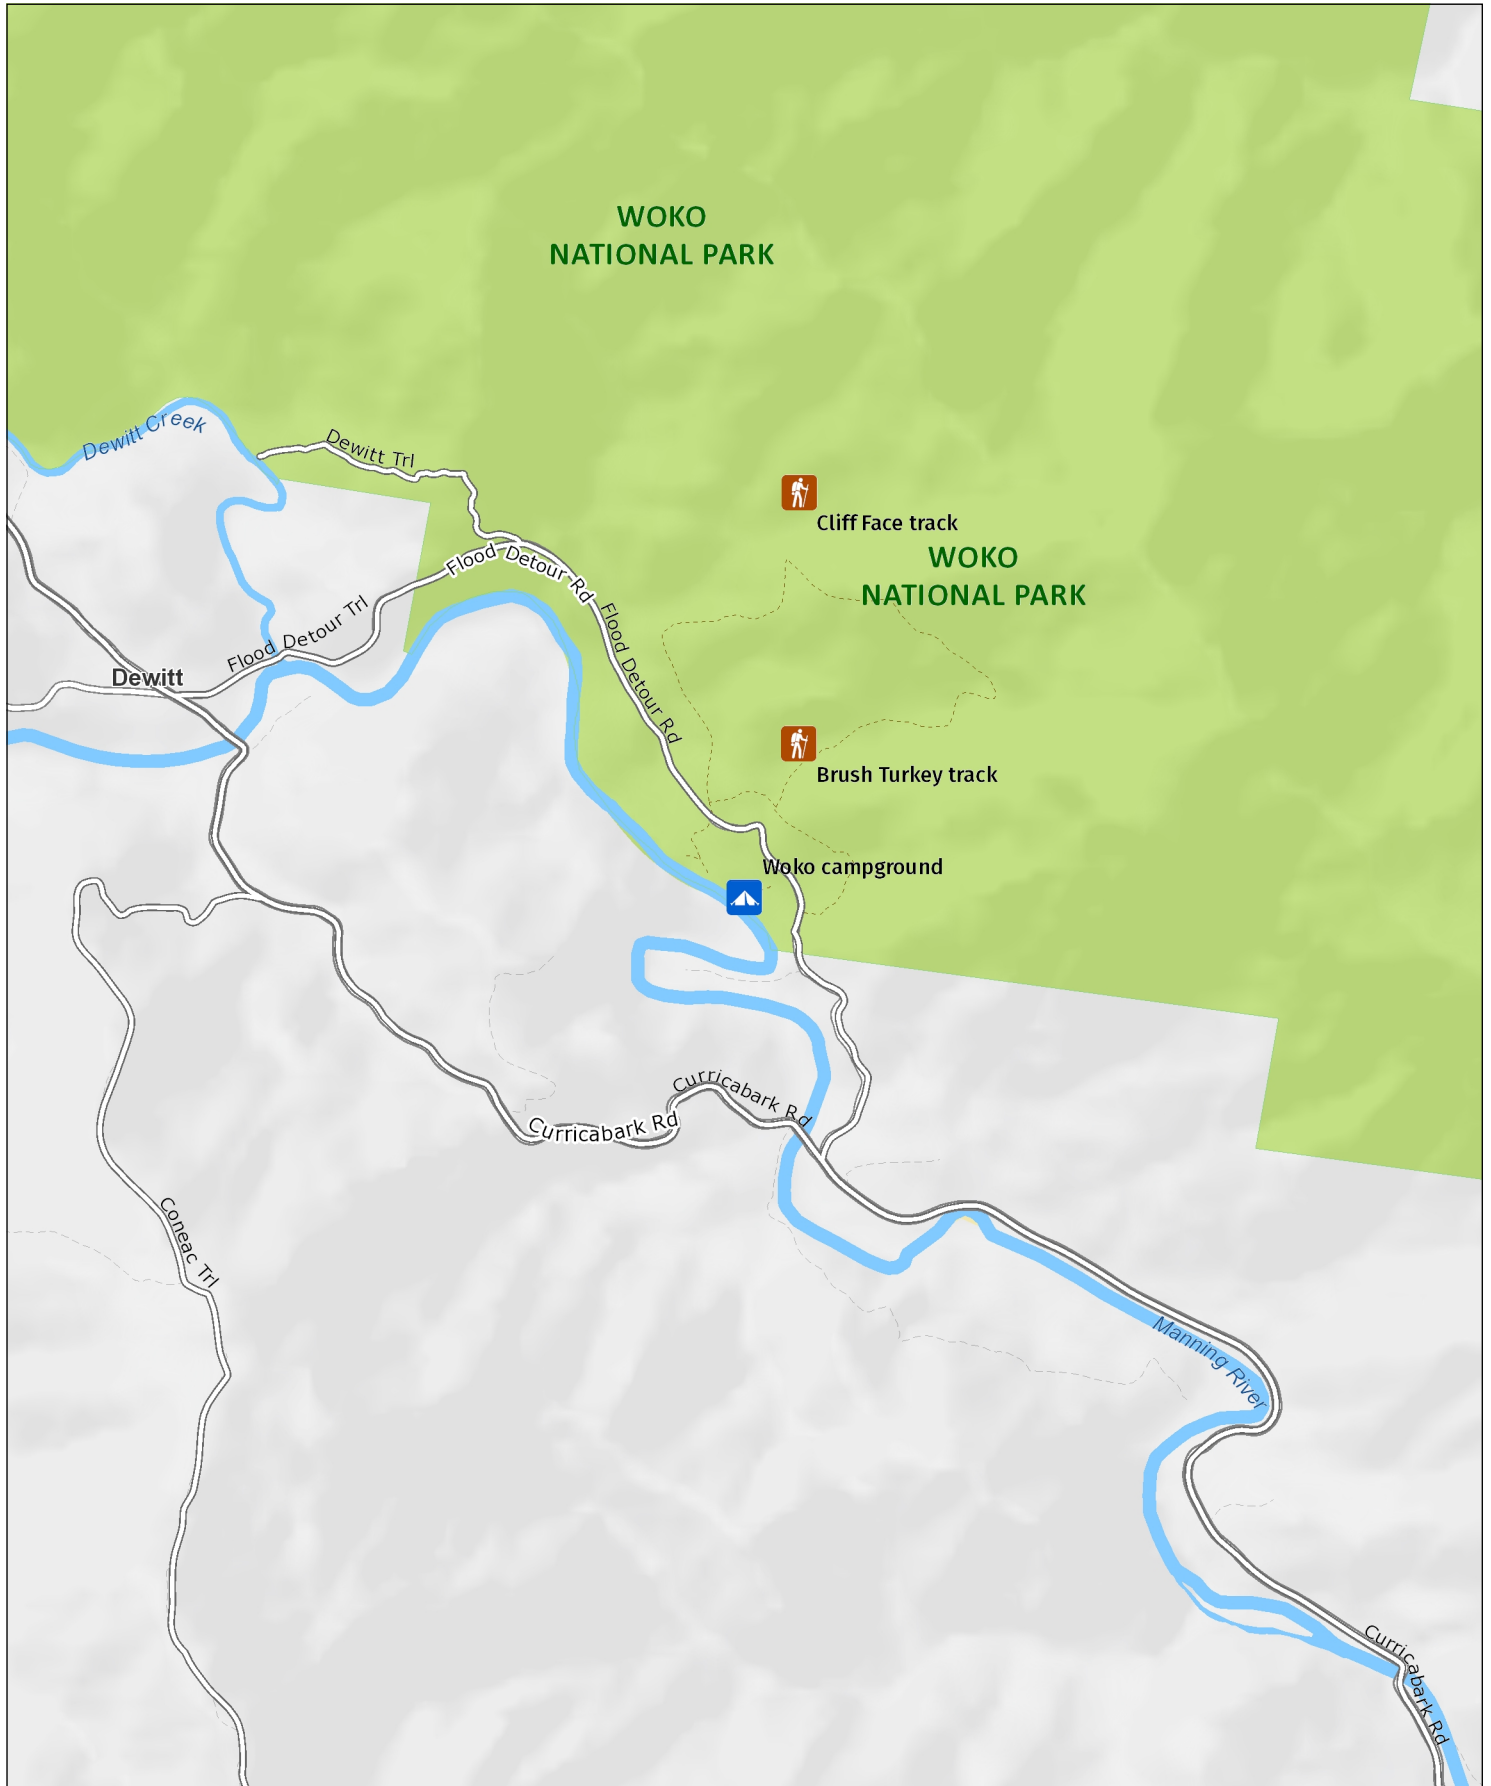 WOKO
NATIONAL PARK
Dewitt Creek
Dewitt Trl
Cliff Face track
WOKO
NATIONAL PARK
Flood Detour Rd
Flood Detour Trl
Flood Detour Rd
Dewitt
Brush Turkey track
Woko campground
Curricabark Rd
Curricabark Rd
Coneac Trl
Manning River
Curricabark Rd